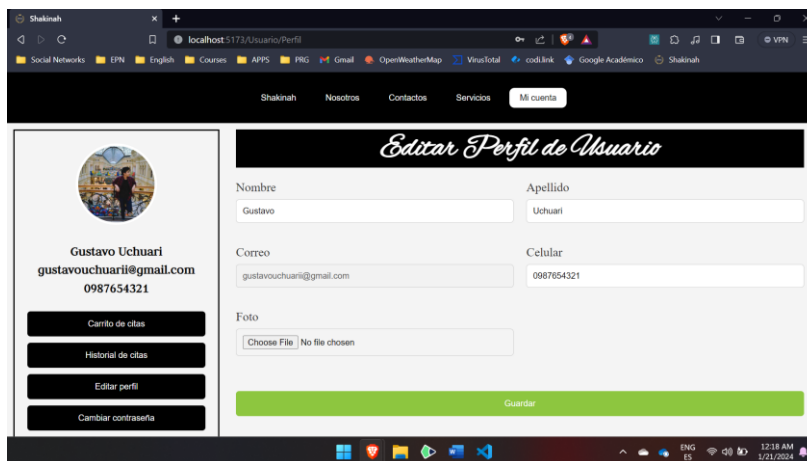 Shakinah
localhost:5173/Usuario/Perfil
VPN
Social Networks EPN English Courses APPS PRG Gmail OpenWeatherMap VirusTotal codi.link Google Académico Shakinah
Shakinah Nosotros Contactos Servicios Mi cuenta
Editar Perfil de Usuario
Nombre Apellido
Gustavo Uchuari
Gustavo Uchuari
gustavouchuarii@gmail.com
0987654321
Correo Celular
gustavouchuarii@gmail.com 0987654321
Foto
Choose File No file chosen
Carrito de citas
Historial de citas
Editar perfil
Cambiar contraseña
Guardar
ENG
ES
12:18 AM
1/21/2024